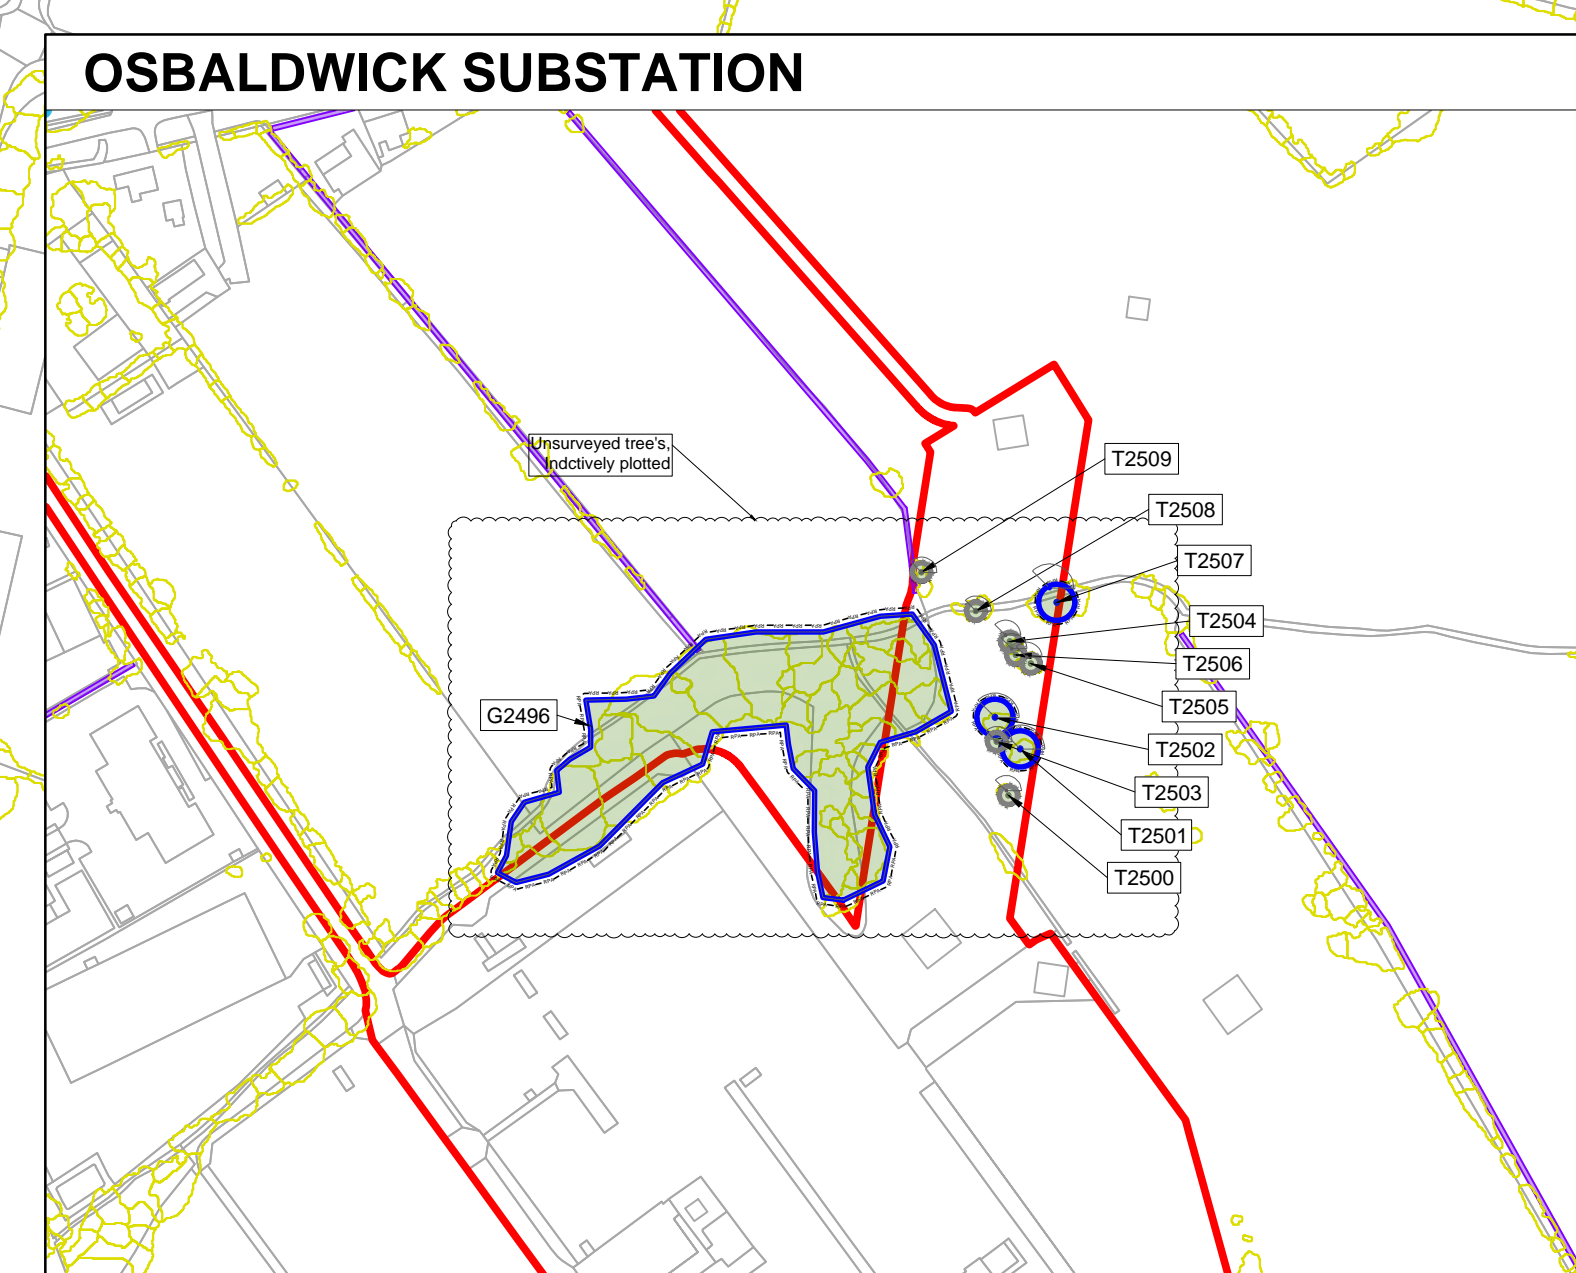 OSBALDWICK SUBSTATION
Unsurveyed tree's,
Indctively plotted
T2509
T2508
T2507
T2504
T2506
T2505
G2496
T2502
T2503
T2501
T2500